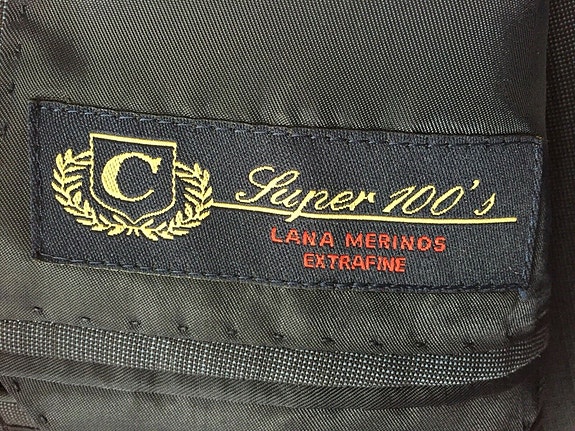 C
Super 100's
LANA MERINOS
EXTRAFINE